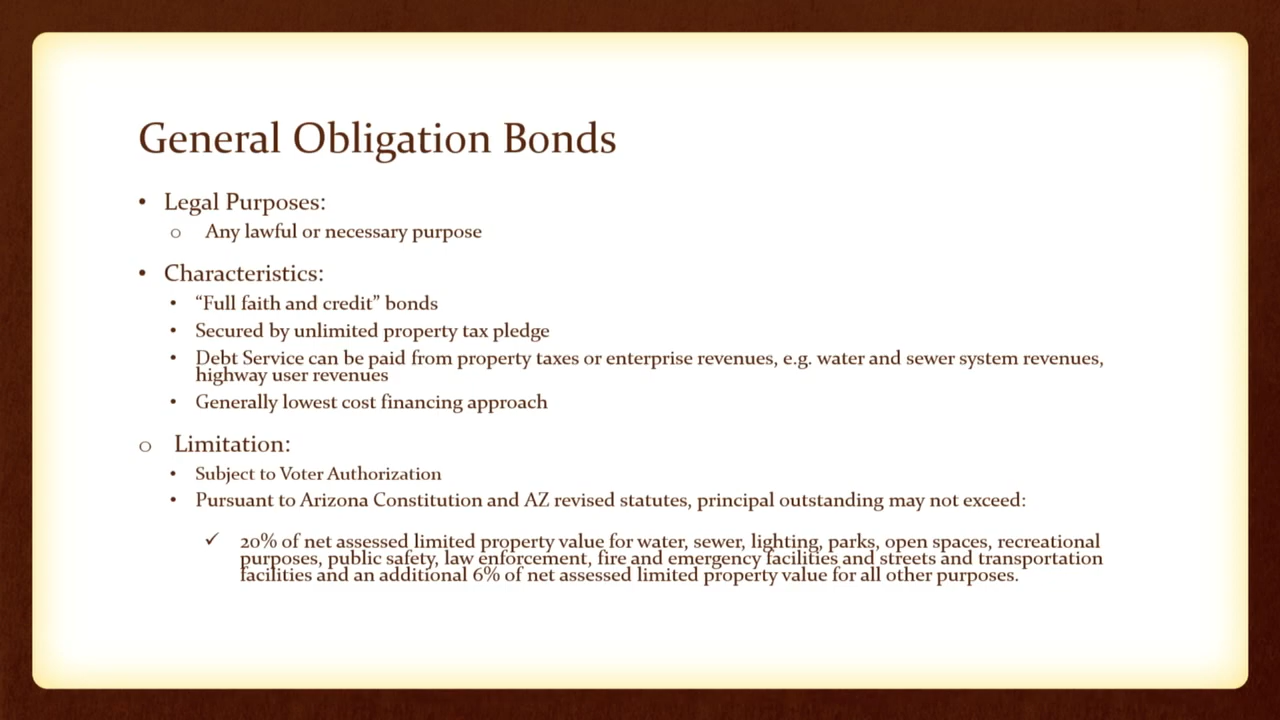 General Obligation Bonds
• Legal Purposes:
o Any lawful or necessary purpose
• Characteristics:
• “Full faith and credit” bonds
• Secured by unlimited property tax pledge
• Debt Service can be paid from property taxes or enterprise revenues, e.g. water and sewer system revenues,
highway user revenues
• Generally lowest cost financing approach
o Limitation:
• Subject to Voter Authorization
• Pursuant to Arizona Constitution and AZ revised statutes, principal outstanding may not exceed:
✓ 20% of net assessed limited property value for water, sewer, lighting, parks, open spaces, recreational
purposes, public safety, law enforcement, fire and emergency facilities and streets and transportation
facilities and an additional 6% of net assessed limited property value for all other purposes.